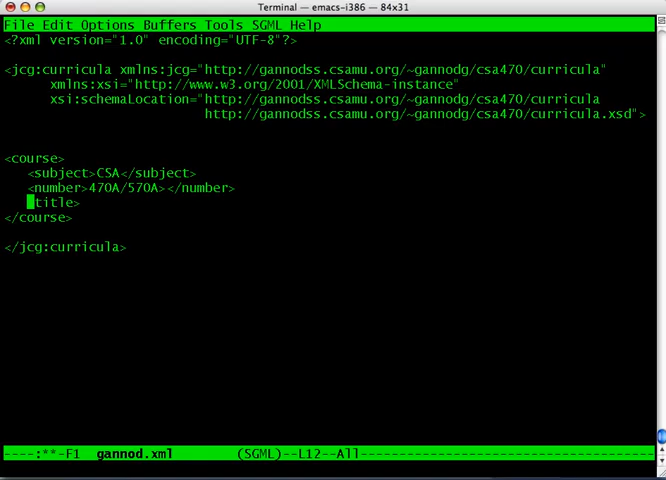 Terminal — emacs-i386 — 84x31
File Edit Options Buffers Tools SGML Help
<?xml version="1.0" encoding="UTF-8"?>
<jcg:curricula xmlns:jcg="http://gannodss.csamu.org/~gannodg/csa470/curricula"
xmlns:xsi="http://www.w3.org/2001/XMLSchema-instance"
xsi:schemaLocation="http://gannodss.csamu.org/~gannodg/csa470/curricula
http://gannodss.csamu.org/~gannodg/csa470/curricula.xsd">
<course>
<subject>CSA</subject>
<number>470A/570A></number>
title>
</course>
</jcg:curricula>
----:**-F1 gannod.xml (SGML)--L12--All----------------------------------------